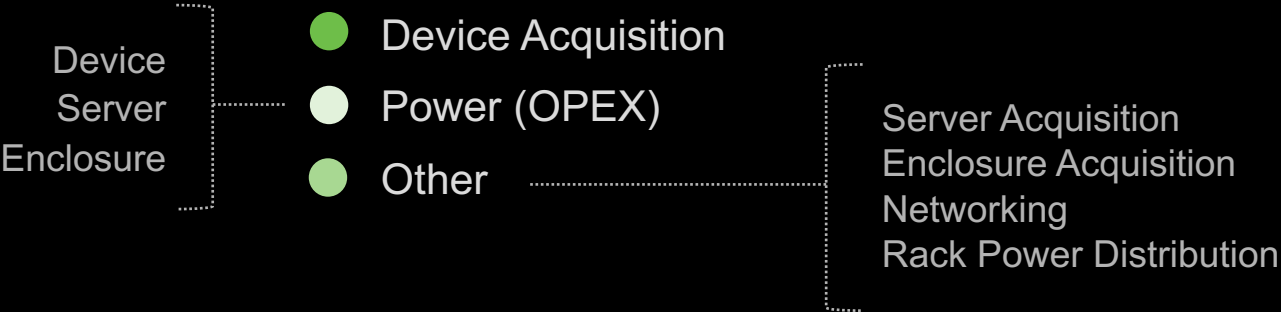 Device
Server
Enclosure
Device Acquisition
Power (OPEX)
Other
Server Acquisition
Enclosure Acquisition
Networking
Rack Power Distribution